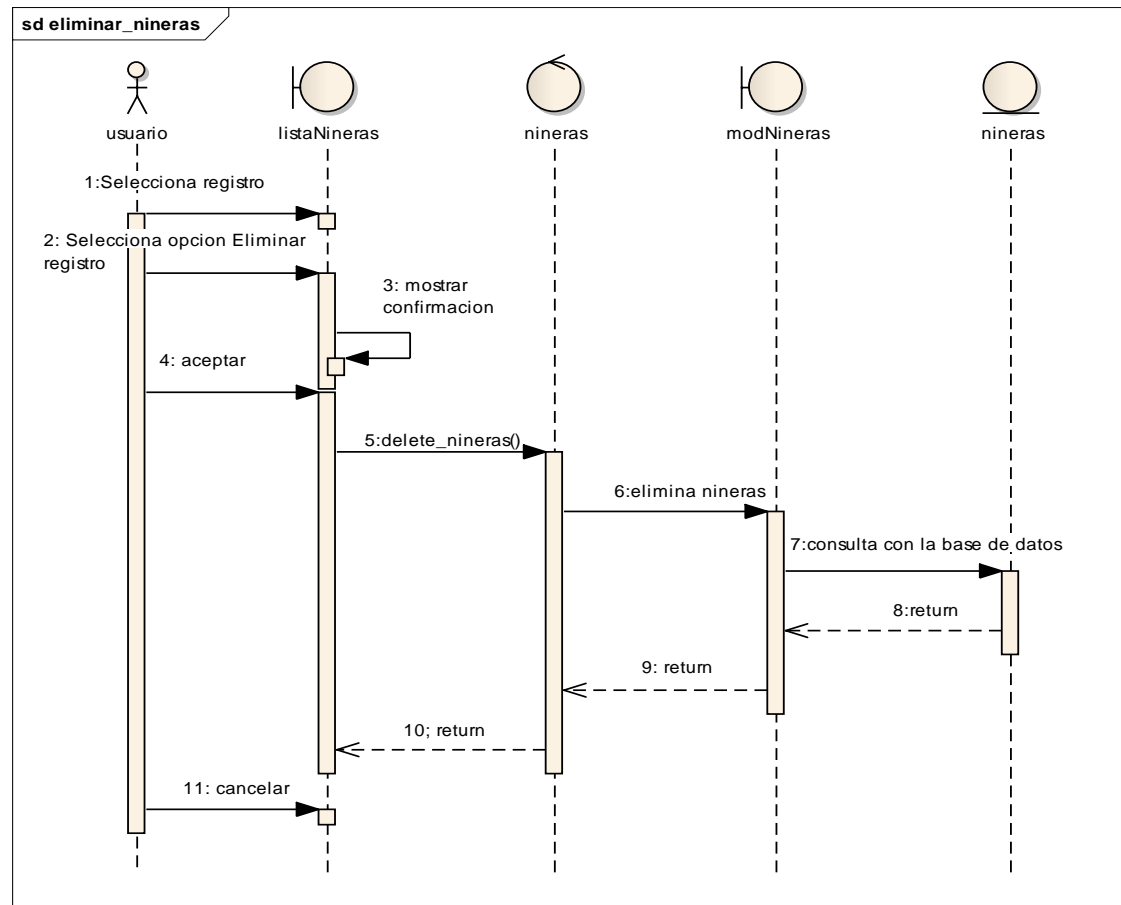 sd eliminar_nineras
usuario
listaNineras
nineras
modNineras
nineras
1:Selecciona registro
2: Selecciona opcion Eliminar
registro
3: mostrar
confirmacion
4: aceptar
5:delete_nineras()
6:elimina nineras
7:consulta con la base de datos
8:return
9: return
10; return
11: cancelar